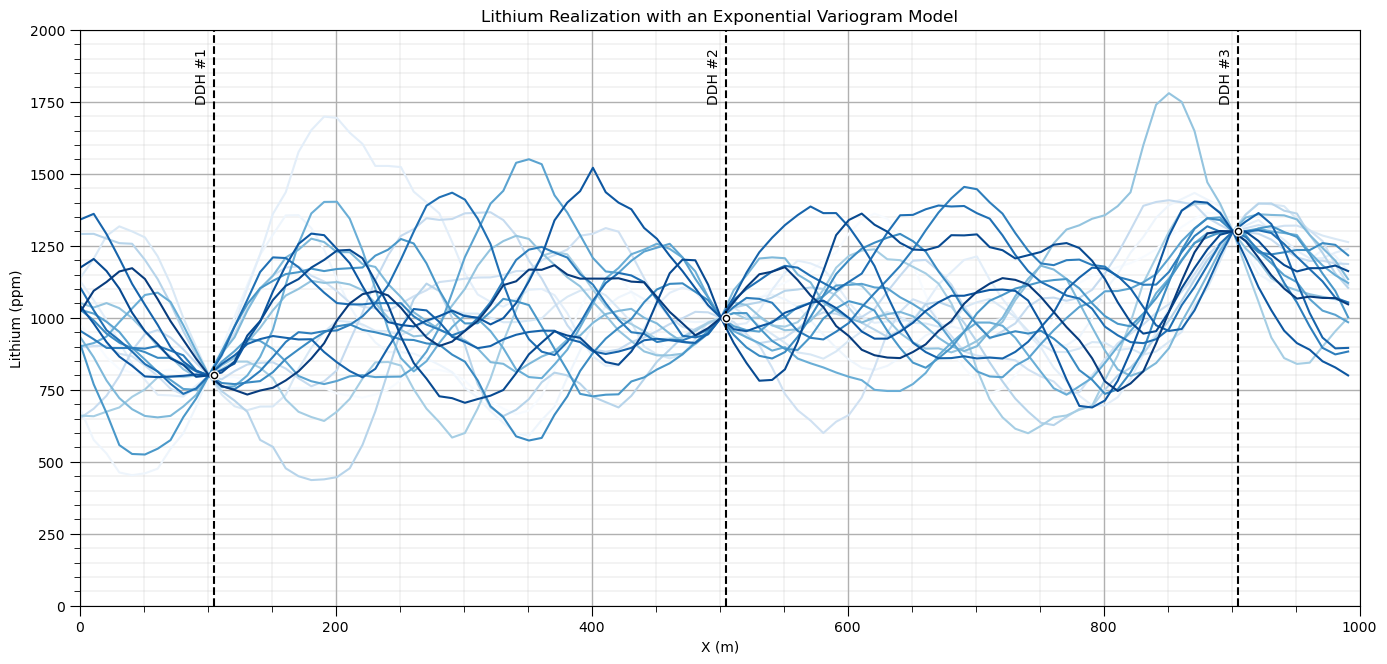 Lithium Realization with an Exponential Variogram Model
2000
1750
1500
1250
1000
750
500
250
0
Lithium (ppm)
DDH #1
DDH #2
DDH #3
0
200
400
600
800
1000
X (m)